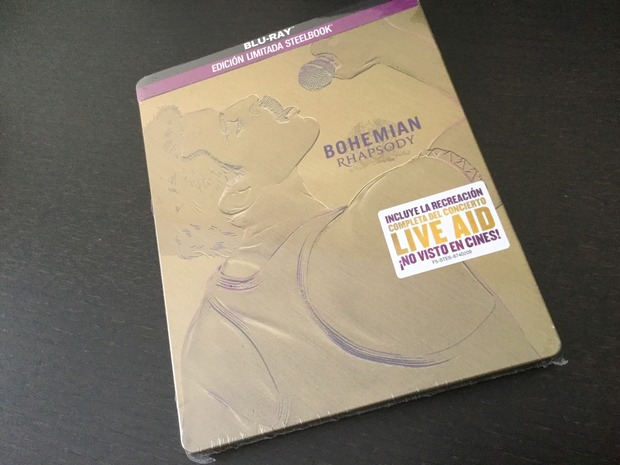 BLU-RAY
EDICIÓN LIMITADA STEELBOOK
BOHEMIAN
RHAPSODY
INCLUYE LA RECREACIÓN
COMPLETA DEL CONCIERTO
LIVE AID
¡NO VISTO EN CINES!